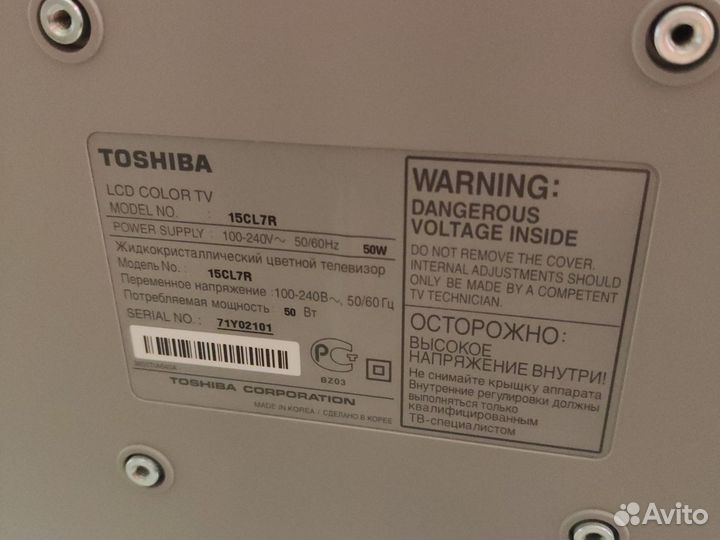 TOSHIBA
LCD COLOR TV
MODEL NO. 15CL7R
POWER SUPPLY : 100-240V~ 50/60Hz 50W
Жидкокристаллический цветной телевизор
Модель No. : 15CL7R
Переменное напряжение :100-240В~, 50/60 Гц
Потребляемая мощность: 50 Вт
SERIAL NO. : 71Y02101
BZ03
TOSHIBA CORPORATION
MADE IN KOREA / СДЕЛАНО В КОРЕЕ
WARNING:
DANGEROUS
VOLTAGE INSIDE
DO NOT REMOVE THE COVER.
INTERNAL ADJUSTMENTS SHOULD
ONLY BE MADE BY A COMPETENT
TV TECHNICIAN.
ОСТОРОЖНО:
ВЫСОКОЕ
НАПРЯЖЕНИЕ ВНУТРИ!
Не снимайте крыщку аппарата
Внутренние регулировки должны
выполняться только
квалифицированным
ТВ-специалистом
Avito